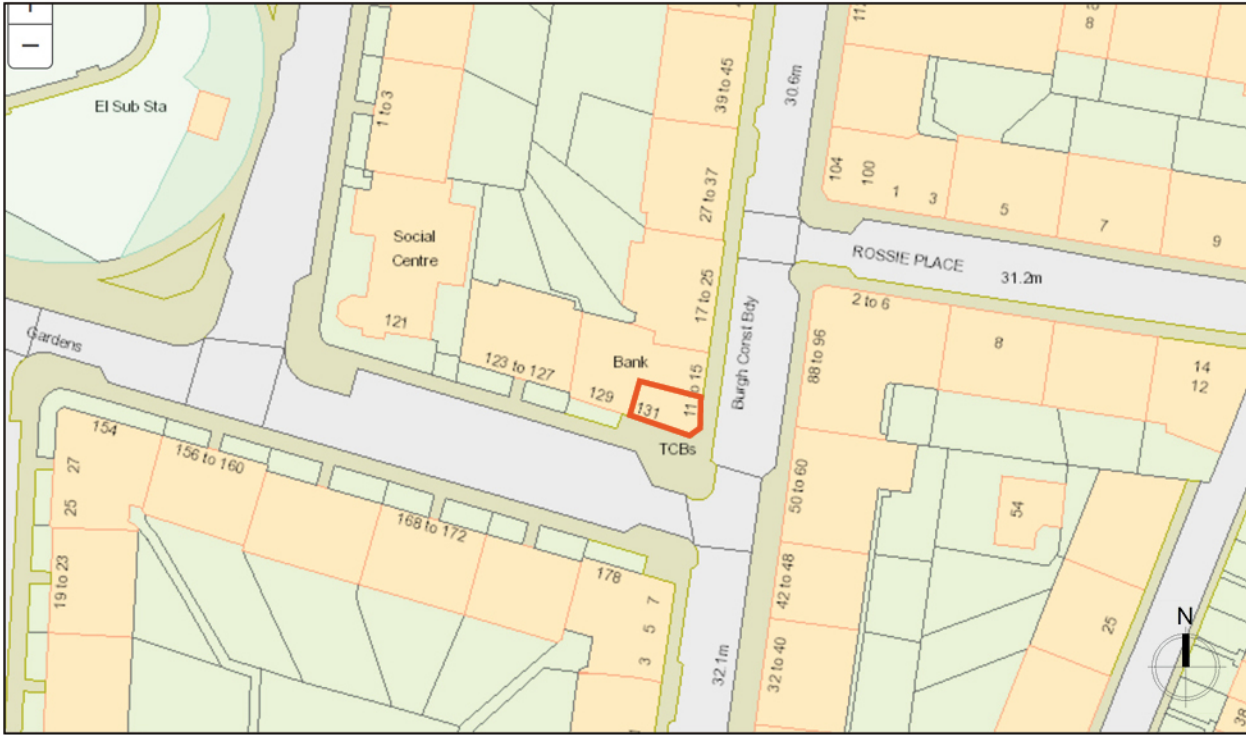 +
−
El Sub Sta
1 to 3
39 to 45
30.6m
8
104
100
1
3
5
7
9
27 to 37
Social
Centre
ROSSIE PLACE
31.2m
17 to 25
2 to 6
121
Gardens
Burgh Const Bdy
8
88 to 96
14
12
Bank
123 to 127
129
131
11 to 15
TCBs
154
156 to 160
27
25
168 to 172
50 to 60
54
19 to 23
178
7
5
3
42 to 48
32 to 40
32.1m
25
N
38